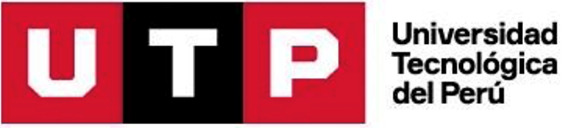 UTP
Universidad
Tecnológica
del Perú